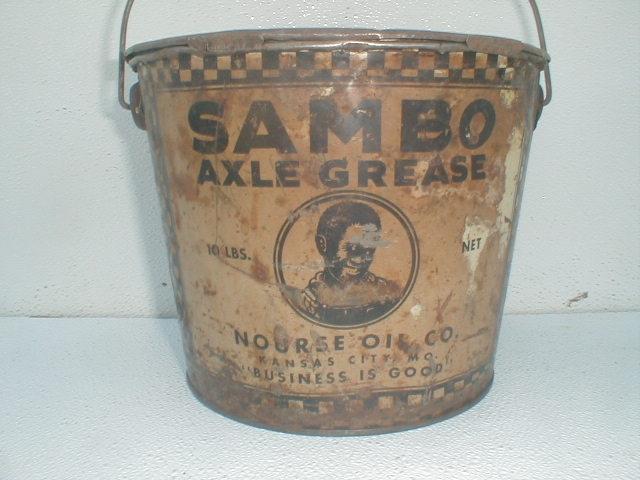 SAMBO
AXLE GREASE
10 LBS. NET
NOURSE OIL CO.
KANSAS CITY, MO.
"BUSINESS IS GOOD"